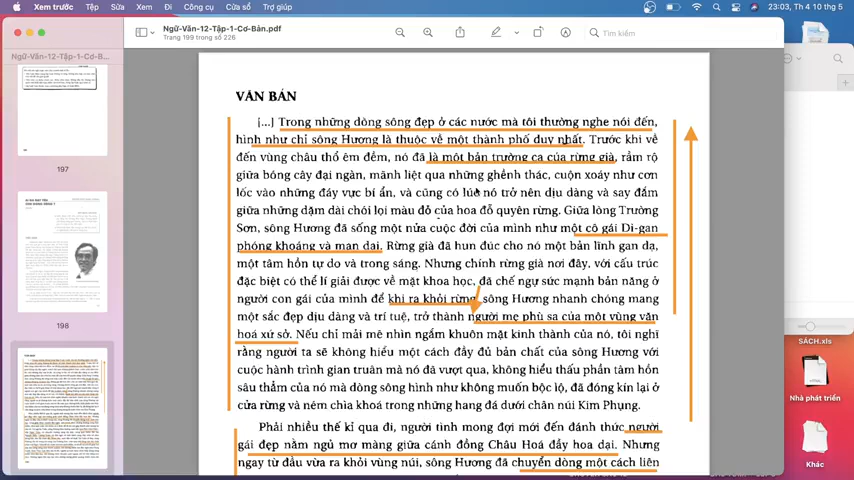 Xem trước Tệp Sửa Xem Đi Công cụ Cửa sổ Trợ giúp
23:03, Thứ 4 10 thg 5
Ngữ-Văn-12-Tập-1-Cơ-Bản.pdf
Trang 199 trong số 226
Tìm kiếm
Ngữ-Văn-12-Tập-1-Cơ-B...
197
198
VĂN BẢN
[...] Trong những dòng sông đẹp ở các nước mà tôi thường nghe nói đến,
hình như chỉ sông Hương là thuộc về một thành phố duy nhất. Trước khi về
đến vùng châu thổ êm đềm, nó đã là một bản trường ca của rừng già, rầm rộ
giữa bóng cây đại ngàn, mãnh liệt qua những ghềnh thác, cuộn xoáy như cơn
lốc vào những đáy vực bí ẩn, và cũng có lúc nó trở nên dịu dàng và say đắm
giữa những dặm dài chói lọi màu đỏ của hoa đỗ quyên rừng. Giữa lòng Trường
Sơn, sông Hương đã sống một nửa cuộc đời của mình như một cô gái Di-gan
phóng khoáng và man dại. Rừng già đã hun đúc cho nó một bản lĩnh gan dạ,
một tâm hồn tự do và trong sáng. Nhưng chính rừng già nơi đây, với cấu trúc
đặc biệt có thể lí giải được về mặt khoa học, đã chế ngự sức mạnh bản năng ở
người con gái của mình để khi ra khỏi rừng, sông Hương nhanh chóng mang
một sắc đẹp dịu dàng và trí tuệ, trở thành người mẹ phù sa của một vùng văn
hoá xứ sở. Nếu chỉ mải mê nhìn ngắm khuôn mặt kinh thành của nó, tôi nghĩ
rằng người ta sẽ không hiểu một cách đầy đủ bản chất của sông Hương với
cuộc hành trình gian truân mà nó đã vượt qua, không hiểu thấu phần tâm hồn
sâu thẳm của nó mà dòng sông hình như không muốn bộc lộ, đã đóng kín lại ở
cửa rừng và ném chìa khoá trong những hang đá dưới chân núi Kim Phụng.
Phải nhiều thế kỉ qua đi, người tình mong đợi mới đến đánh thức người
gái đẹp nằm ngủ mơ màng giữa cánh đồng Châu Hoá đầy hoa dại. Nhưng
ngay từ đầu vừa ra khỏi vùng núi, sông Hương đã chuyển dòng một cách liên
SÁCH.xls
Nhà phát triển
Khác